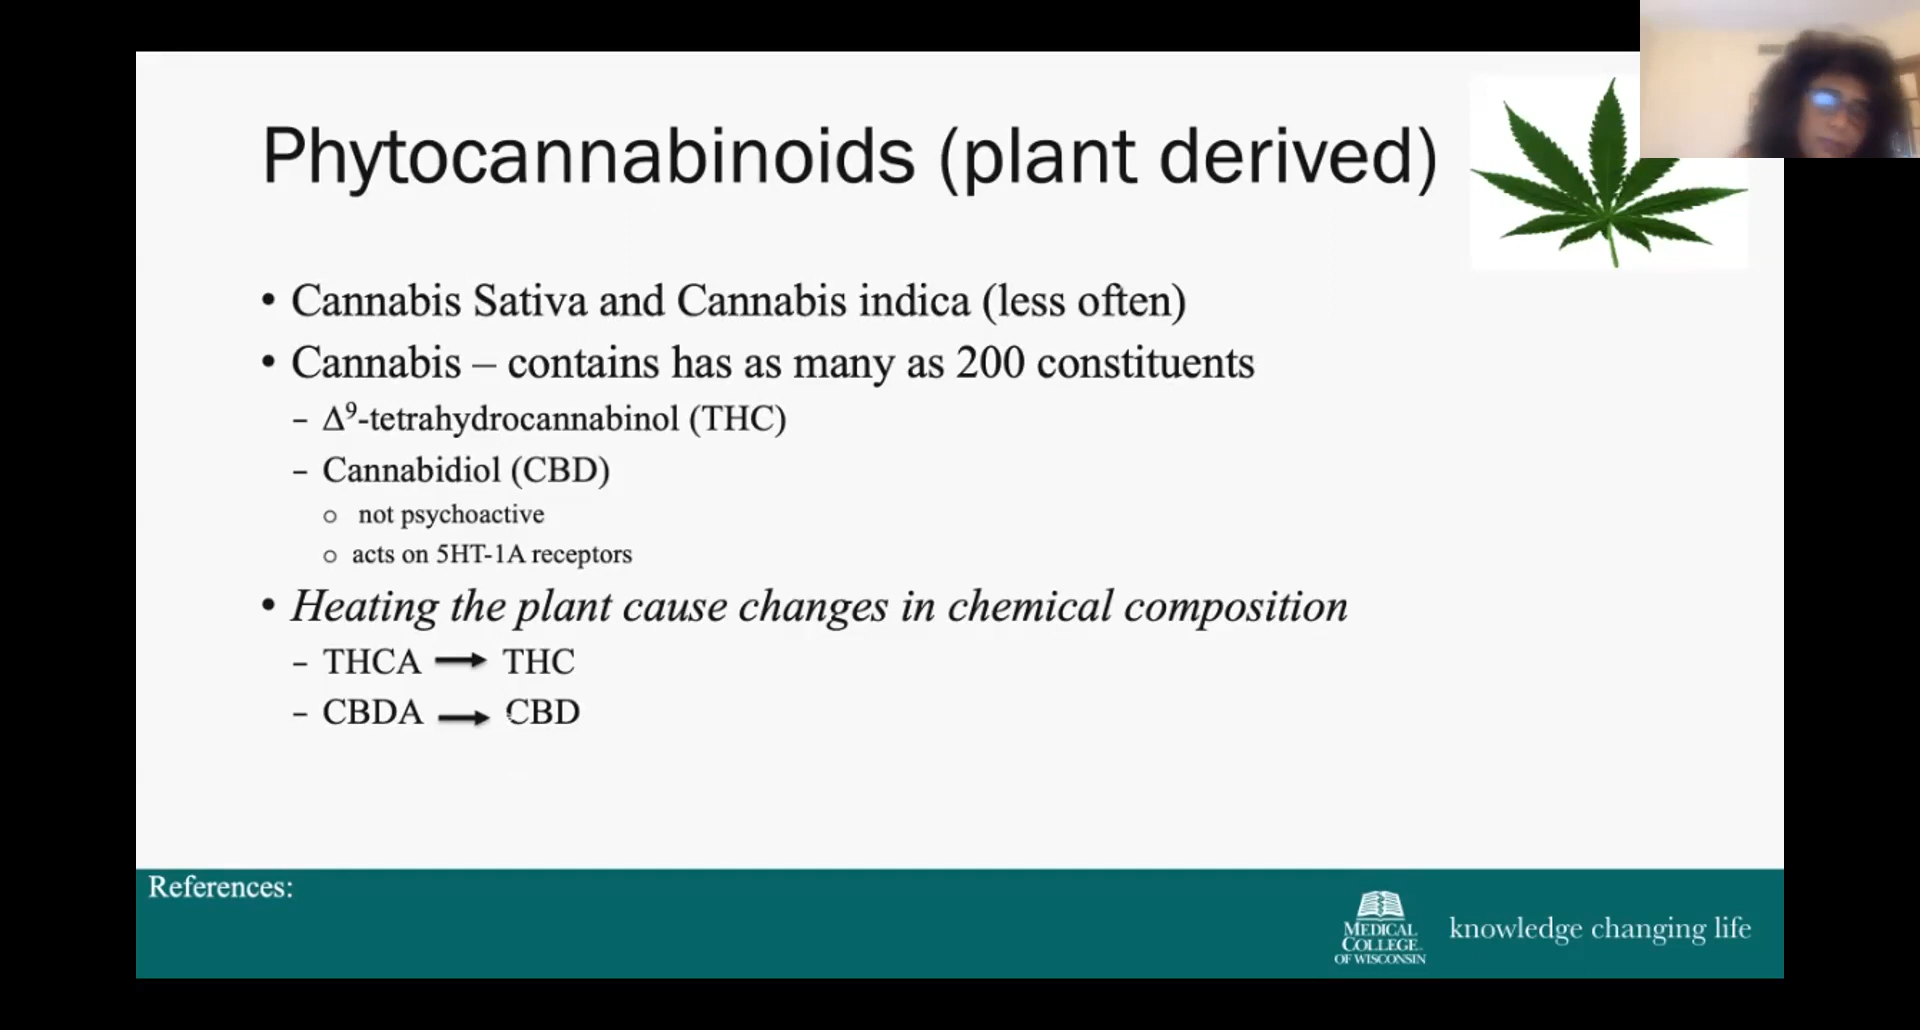 Phytocannabinoids (plant derived)
• Cannabis Sativa and Cannabis indica (less often)
• Cannabis – contains has as many as 200 constituents
– Δ⁹-tetrahydrocannabinol (THC)
– Cannabidiol (CBD)
○ not psychoactive
○ acts on 5HT-1A receptors
• Heating the plant cause changes in chemical composition
– THCA → THC
– CBDA → CBD
References:
MEDICAL
COLLEGE
OF WISCONSIN
knowledge changing life